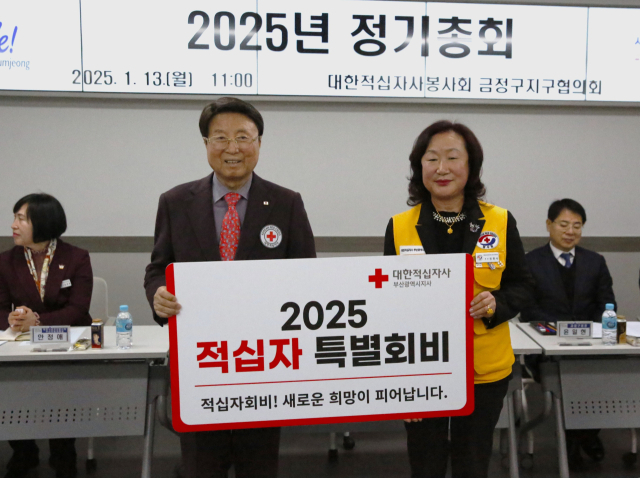 2025년 정기총회
2025. 1. 13.(월) 11:00 대한적십자사봉사회 금정구지구협의회
대한적십자사
부산광역시지사
2025
적십자 특별회비
적십자회비! 새로운 희망이 피어납니다.